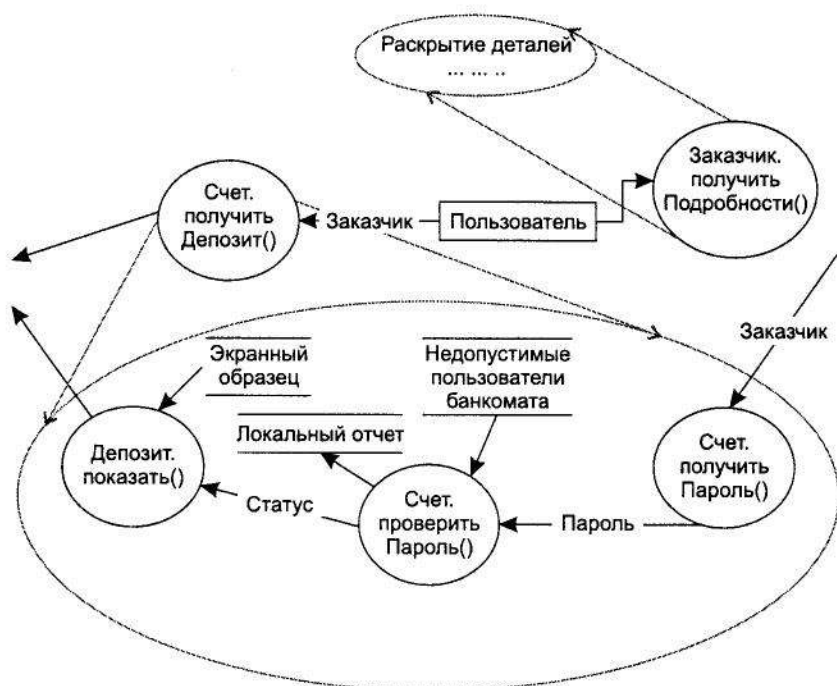 Раскрытие деталей
... ... ..
Заказчик.
получить
Подробности()
Счет.
получить
Депозит()
Заказчик
Пользователь
Заказчик
Экранный
образец
Недопустимые
пользователи
банкомата
Локальный отчет
Депозит.
показать()
Статус
Счет.
проверить
Пароль()
Пароль
Счет.
получить
Пароль()